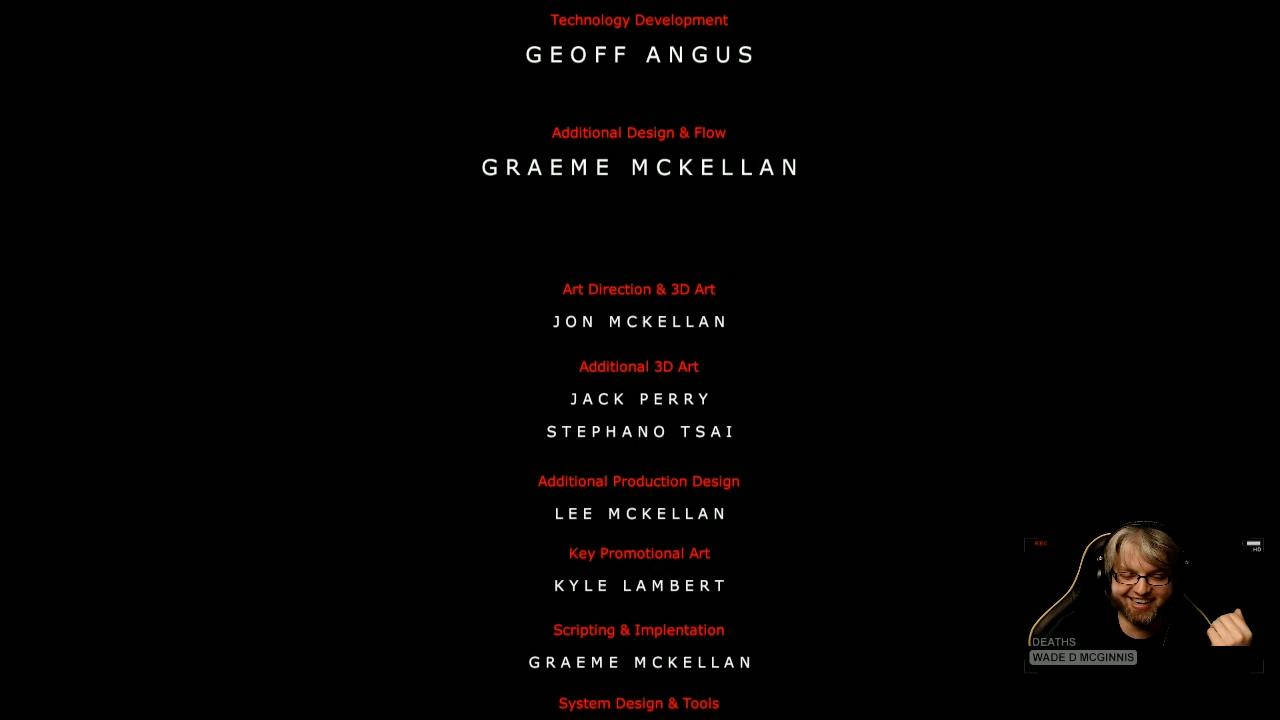 Technology Development
GEOFF ANGUS
Additional Design & Flow
GRAEME MCKELLAN
Art Direction & 3D Art
JON MCKELLAN
Additional 3D Art
JACK PERRY
STEPHANO TSAI
Additional Production Design
LEE MCKELLAN
Key Promotional Art
KYLE LAMBERT
Scripting & Implentation
GRAEME MCKELLAN
System Design & Tools
REC
HD
DEATHS
WADE D MCGINNIS